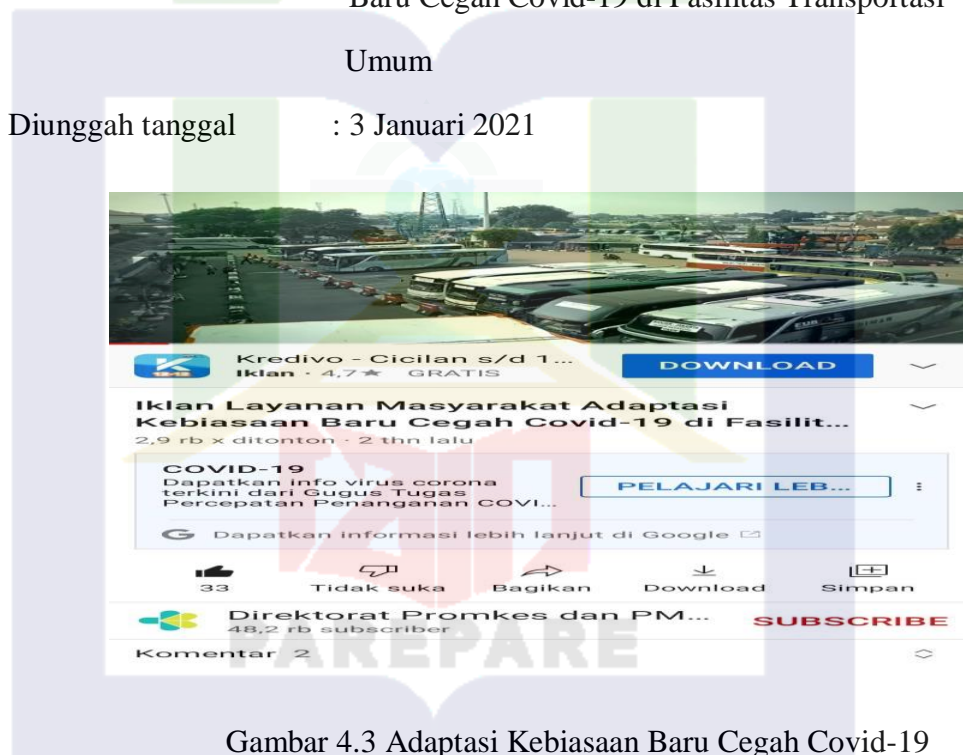 Baru Cegah Covid-19 di Fasilitas Transportasi
Umum
Diunggah tanggal : 3 Januari 2021
Kredivo - Cicilan s/d 1...
Iklan · 4,7★ GRATIS
DOWNLOAD
Iklan Layanan Masyarakat Adaptasi
Kebiasaan Baru Cegah Covid-19 di Fasilit...
2,9 rb x ditonton · 2 thn lalu
COVID-19
Dapatkan info virus corona
terkini dari Gugus Tugas
Percepatan Penanganan COVI...
PELAJARI LEB...
Dapatkan informasi lebih lanjut di Google
33 Tidak suka Bagikan Download Simpan
Direktorat Promkes dan PM...
48,2 rb subscriber
SUBSCRIBE
Komentar 2
PAREPARE
Gambar 4.3 Adaptasi Kebiasaan Baru Cegah Covid-19